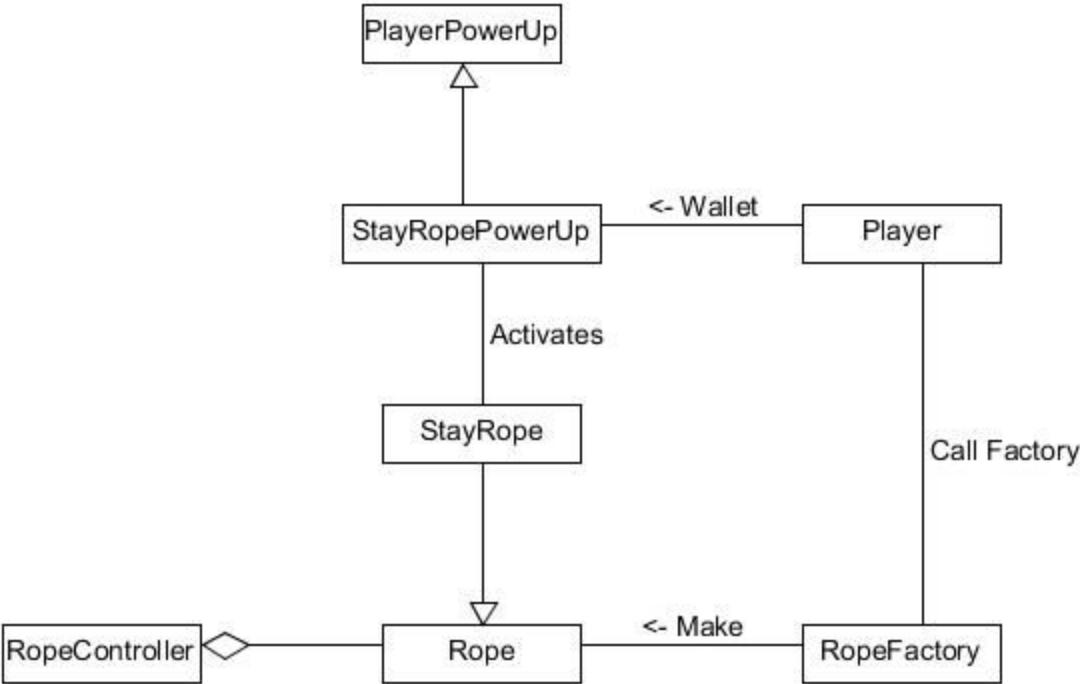 PlayerPowerUp
<- Wallet
StayRopePowerUp
Player
Activates
StayRope
Call Factory
<- Make
RopeController
Rope
RopeFactory